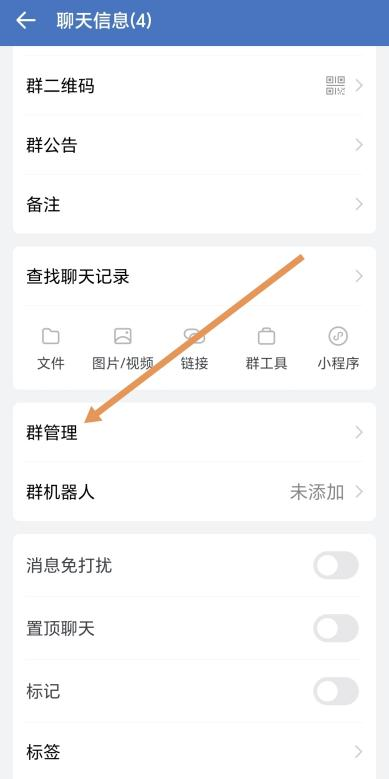 聊天信息(4)
群二维码
群公告
备注
查找聊天记录
文件 图片/视频 链接 群工具 小程序
群管理
群机器人 未添加
消息免打扰
置顶聊天
标记
标签